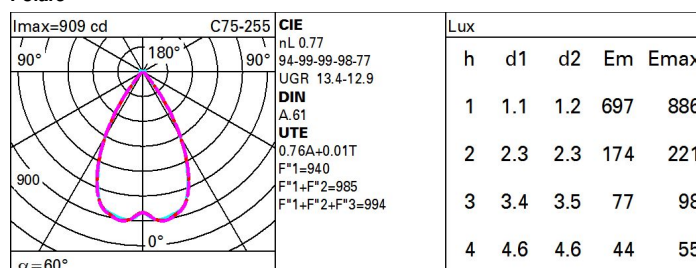 Imax=909 cd C75-255
90° 180° 90°
900
0°
α=60°
CIE
nL 0.77
94-99-99-98-77
UGR 13.4-12.9
DIN
A.61
UTE
0.76A+0.01T
F"1=940
F"1+F"2=985
F"1+F"2+F"3=994
Lux
h d1 d2 Em Emax
1 1.1 1.2 697 886
2 2.3 2.3 174 221
3 3.4 3.5 77 98
4 4.6 4.6 44 55